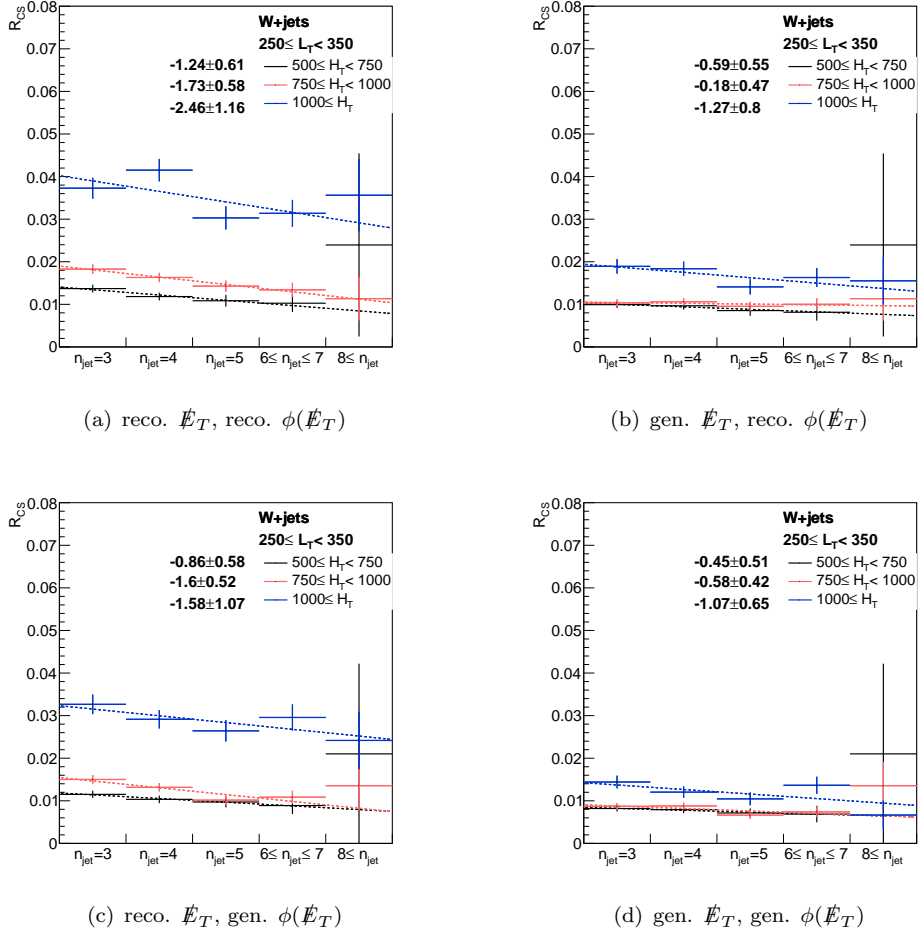 R_CS
0.08
0.07
0.06
0.05
0.04
0.03
0.02
0.01
0
W+jets
250≤ L_T< 350
-1.24±0.61 500≤ H_T< 750
-1.73±0.58 750≤ H_T< 1000
-2.46±1.16 1000≤ H_T
n_jet=3 n_jet=4 n_jet=5 6≤ n_jet≤ 7 8≤ n_jet
(a) reco. E̸_T, reco. ϕ(E̸_T)
R_CS
0.08
0.07
0.06
0.05
0.04
0.03
0.02
0.01
0
W+jets
250≤ L_T< 350
-0.59±0.55 500≤ H_T< 750
-0.18±0.47 750≤ H_T< 1000
-1.27±0.8 1000≤ H_T
n_jet=3 n_jet=4 n_jet=5 6≤ n_jet≤ 7 8≤ n_jet
(b) gen. E̸_T, reco. ϕ(E̸_T)
R_CS
0.08
0.07
0.06
0.05
0.04
0.03
0.02
0.01
0
W+jets
250≤ L_T< 350
-0.86±0.58 500≤ H_T< 750
-1.6±0.52 750≤ H_T< 1000
-1.58±1.07 1000≤ H_T
n_jet=3 n_jet=4 n_jet=5 6≤ n_jet≤ 7 8≤ n_jet
(c) reco. E̸_T, gen. ϕ(E̸_T)
R_CS
0.08
0.07
0.06
0.05
0.04
0.03
0.02
0.01
0
W+jets
250≤ L_T< 350
-0.45±0.51 500≤ H_T< 750
-0.58±0.42 750≤ H_T< 1000
-1.07±0.65 1000≤ H_T
n_jet=3 n_jet=4 n_jet=5 6≤ n_jet≤ 7 8≤ n_jet
(d) gen. E̸_T, gen. ϕ(E̸_T)